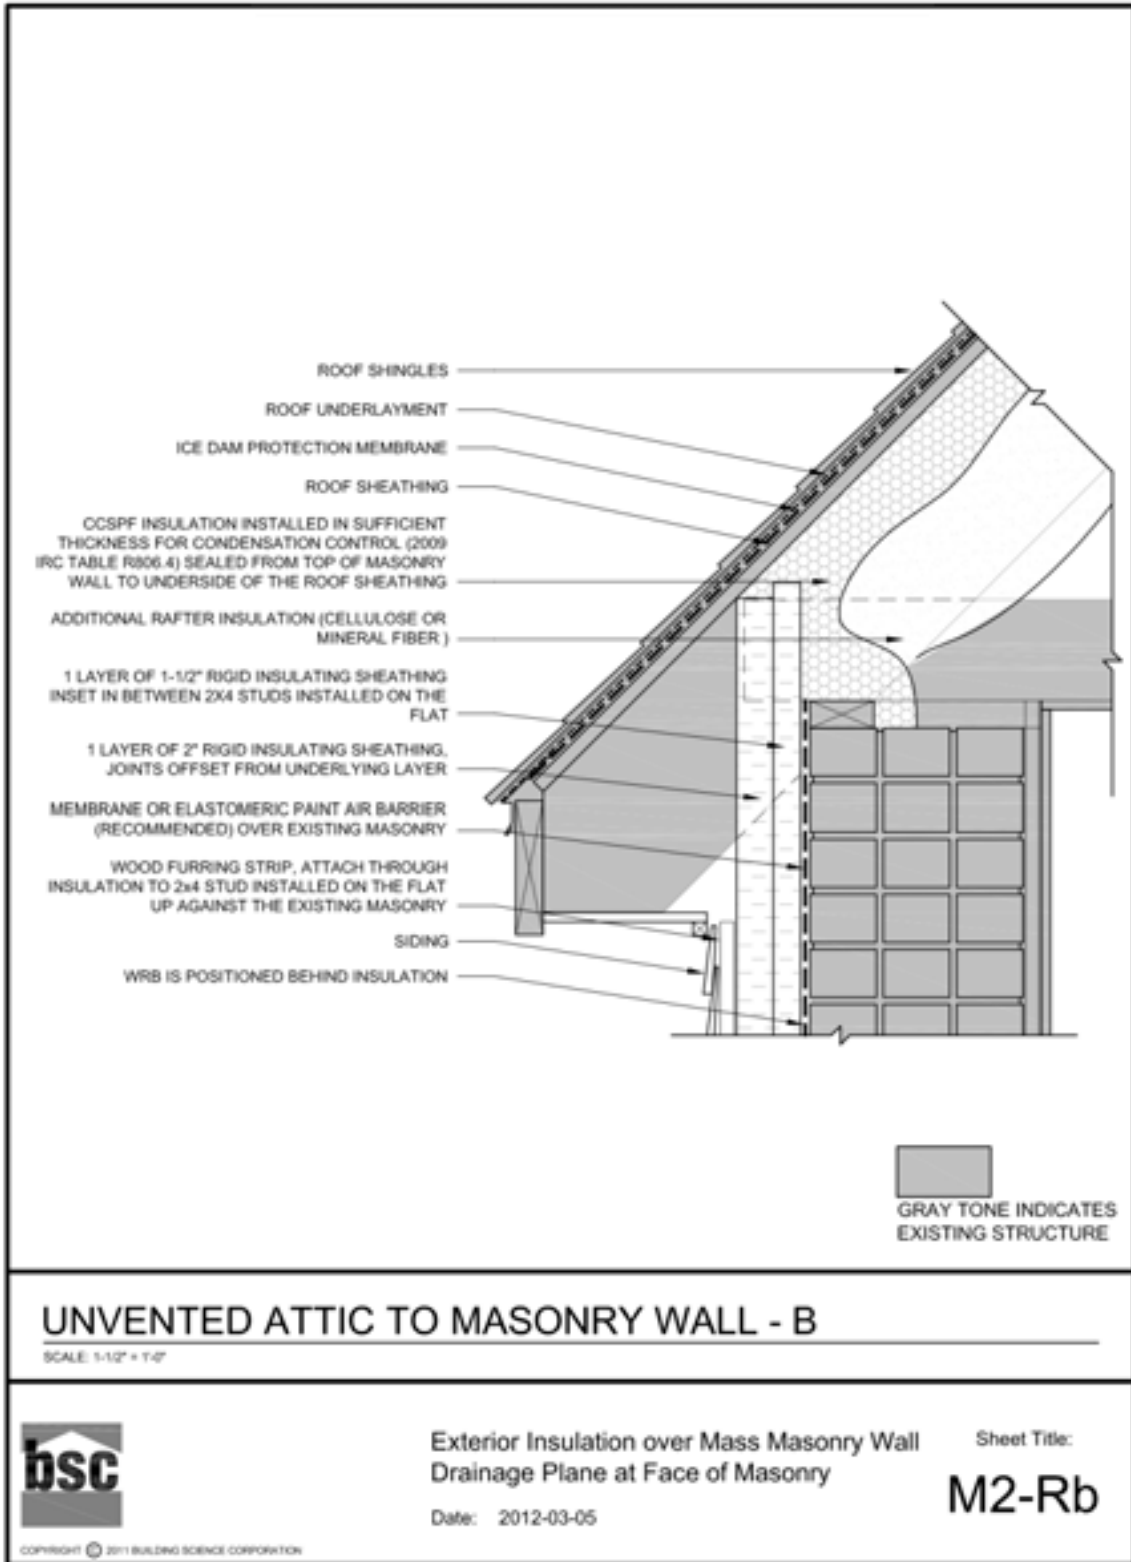 ROOF SHINGLES
ROOF UNDERLAYMENT
ICE DAM PROTECTION MEMBRANE
ROOF SHEATHING
CCSPF INSULATION INSTALLED IN SUFFICIENT
THICKNESS FOR CONDENSATION CONTROL (2009
IRC TABLE R806.4) SEALED FROM TOP OF MASONRY
WALL TO UNDERSIDE OF THE ROOF SHEATHING
ADDITIONAL RAFTER INSULATION (CELLULOSE OR
MINERAL FIBER )
1 LAYER OF 1-1/2" RIGID INSULATING SHEATHING
INSET IN BETWEEN 2X4 STUDS INSTALLED ON THE
FLAT
1 LAYER OF 2" RIGID INSULATING SHEATHING,
JOINTS OFFSET FROM UNDERLYING LAYER
MEMBRANE OR ELASTOMERIC PAINT AIR BARRIER
(RECOMMENDED) OVER EXISTING MASONRY
WOOD FURRING STRIP, ATTACH THROUGH
INSULATION TO 2x4 STUD INSTALLED ON THE FLAT
UP AGAINST THE EXISTING MASONRY
SIDING
WRB IS POSITIONED BEHIND INSULATION
GRAY TONE INDICATES
EXISTING STRUCTURE
UNVENTED ATTIC TO MASONRY WALL - B
SCALE: 1-1/2" = 1'-0"
bsc
Exterior Insulation over Mass Masonry Wall
Drainage Plane at Face of Masonry
Date: 2012-03-05
Sheet Title:
M2-Rb
COPYRIGHT © 2011 BUILDING SCIENCE CORPORATION